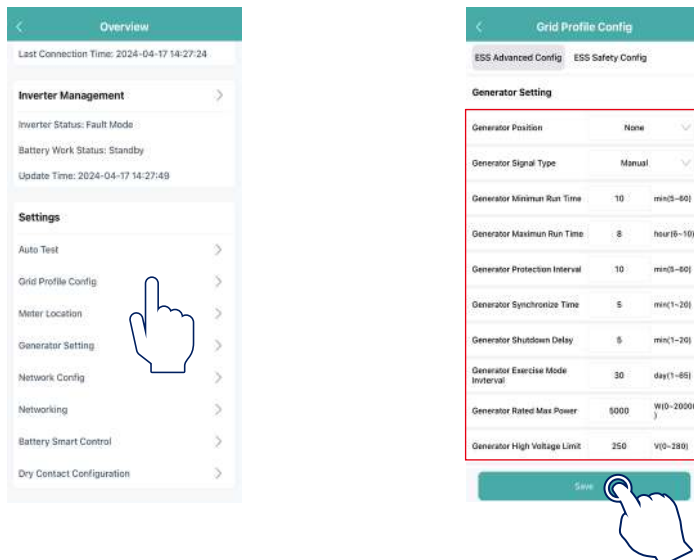 Overview
Last Connection Time: 2024-04-17 14:27:24
Inverter Management
Inverter Status: Fault Mode
Battery Work Status: Standby
Update Time: 2024-04-17 14:27:49
Settings
Auto Test
Grid Profile Config
Meter Location
Generator Setting
Network Config
Networking
Battery Smart Control
Dry Contact Configuration
Grid Profile Config
ESS Advanced Config ESS Safety Config
Generator Setting
Generator Position None
Generator Signal Type Manual
Generator Minimun Run Time 10 min(5~60)
Generator Maximun Run Time 8 hour(6~10)
Generator Protection Interval 10 min(5~60)
Generator Synchronize Time 5 min(1~20)
Generator Shutdown Delay 5 min(1~20)
Generator Exercise Mode
Invterval 30 day(1~65)
Generator Rated Max Power 5000 W(0~20000
)
Generator High Voltage Limit 250 V(0~280)
Save